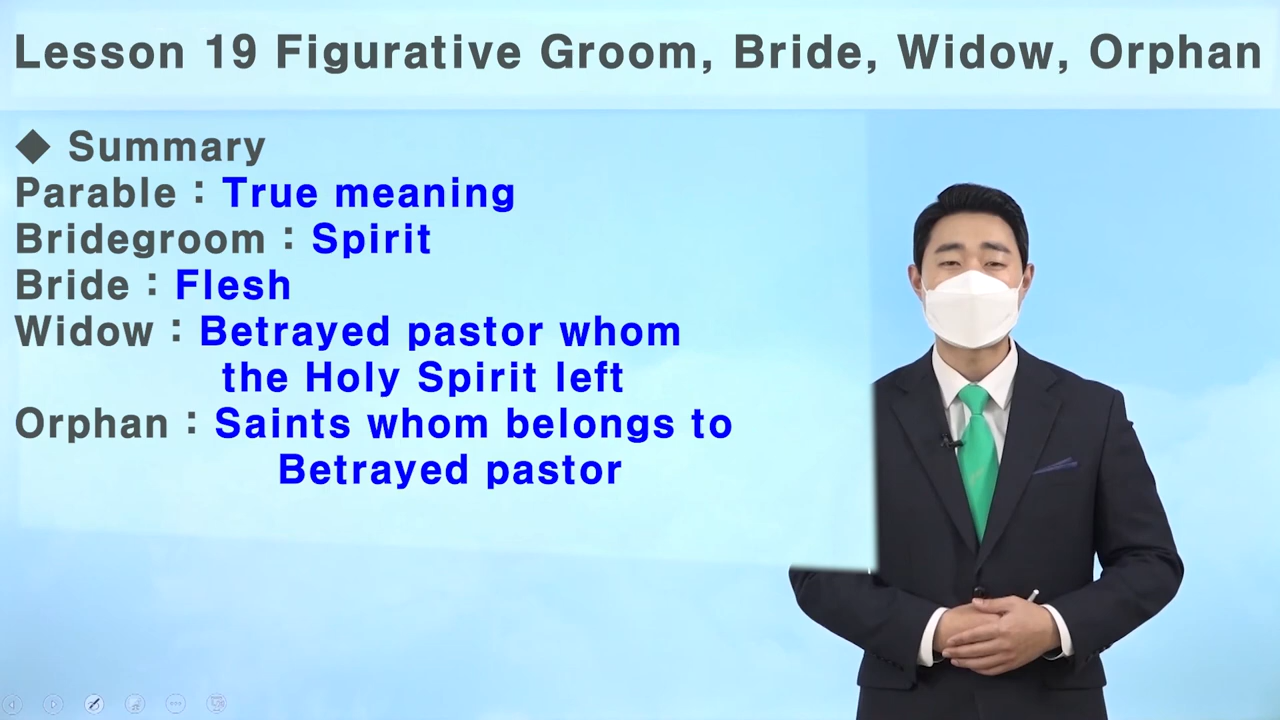 Lesson 19 Figurative Groom, Bride, Widow, Orphan
◆ Summary
Parable : True meaning
Bridegroom : Spirit
Bride : Flesh
Widow : Betrayed pastor whom
the Holy Spirit left
Orphan : Saints whom belongs to
Betrayed pastor